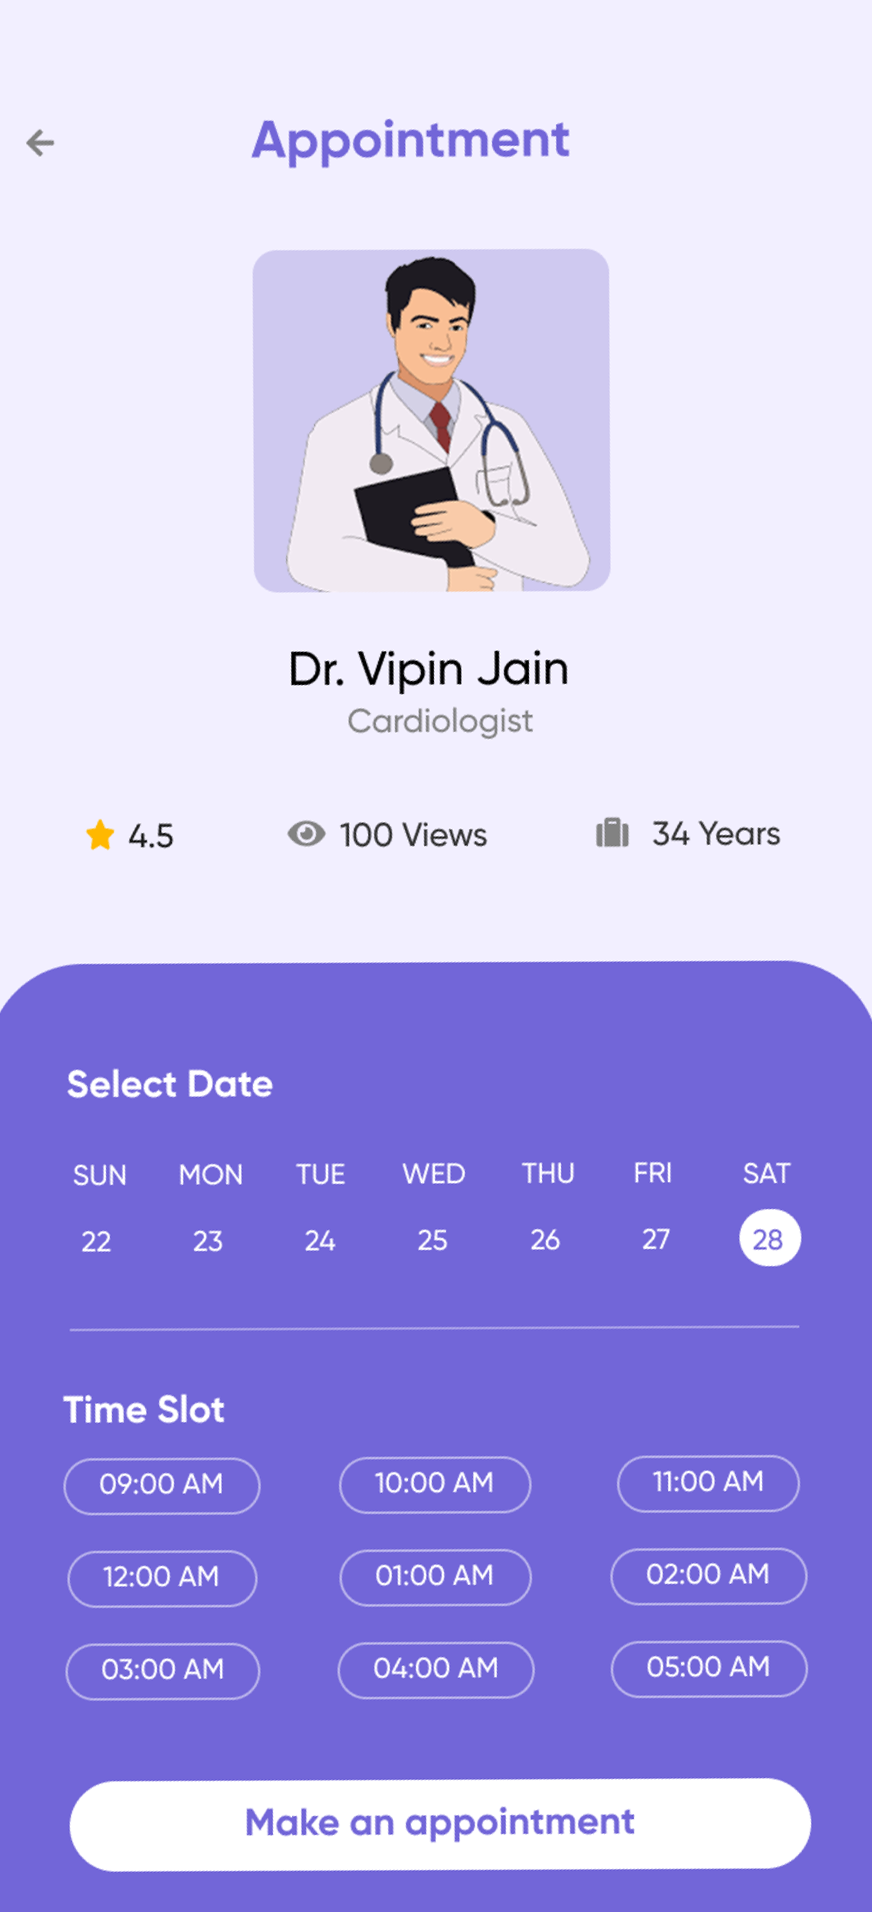 Appointment
Dr. Vipin Jain
Cardiologist
4.5 100 Views 34 Years
Select Date
SUN MON TUE WED THU FRI SAT
22 23 24 25 26 27 28
Time Slot
09:00 AM 10:00 AM 11:00 AM
12:00 AM 01:00 AM 02:00 AM
03:00 AM 04:00 AM 05:00 AM
Make an appointment